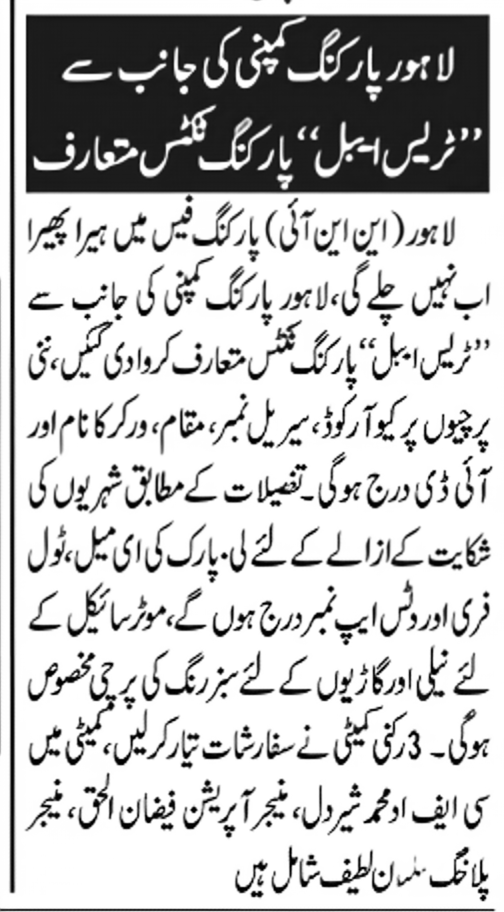 لاہور پارکنگ کمپنی کی جانب سے
’’ٹریس ایبل‘‘ پارکنگ ٹکٹس متعارف
لاہور (این این آئی) پارکنگ فیس میں ہیرا پھیرا
اب نہیں چلے گی، لاہور پارکنگ کمپنی کی جانب سے
’’ٹریس ایبل‘‘ پارکنگ ٹکٹس متعارف کروا دی گئیں، نئی
پرچیوں پر کیو آر کوڈ، سیریل نمبر، مقام، ورکر کا نام اور
آئی ڈی درج ہوگی۔ تفصیلات کے مطابق شہریوں کی
شکایت کے ازالے کے لئے لی پارک کی ای میل، ٹول
فری اور وٹس ایپ نمبر درج ہوں گے، موٹر سائیکل کے
لئے نیلی اور گاڑیوں کے لئے سبز رنگ کی پرچی مخصوص
ہوگی۔ 3 رکنی کمیٹی نے سفارشات تیار کر لیں، کمیٹی میں
سی ایف او محمد شیر دل، منیجر آپریشن فیضان الحق، منیجر
لطیف شامل ہیں